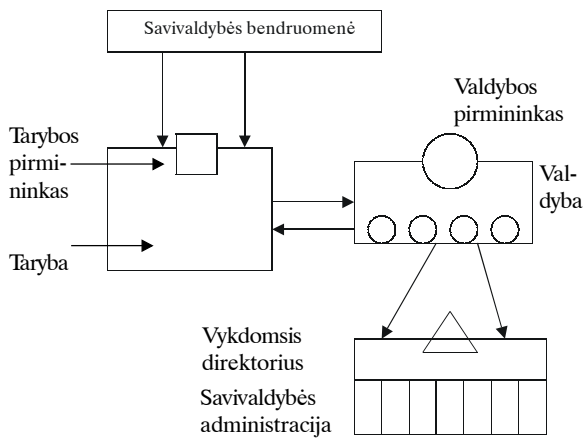 Savivaldybės bendruomenė
Valdybos
pirmininkas
Tarybos
pirmi-
ninkas
Val-
dyba
Taryba
Vykdomsis
direktorius
Savivaldybės
administracija